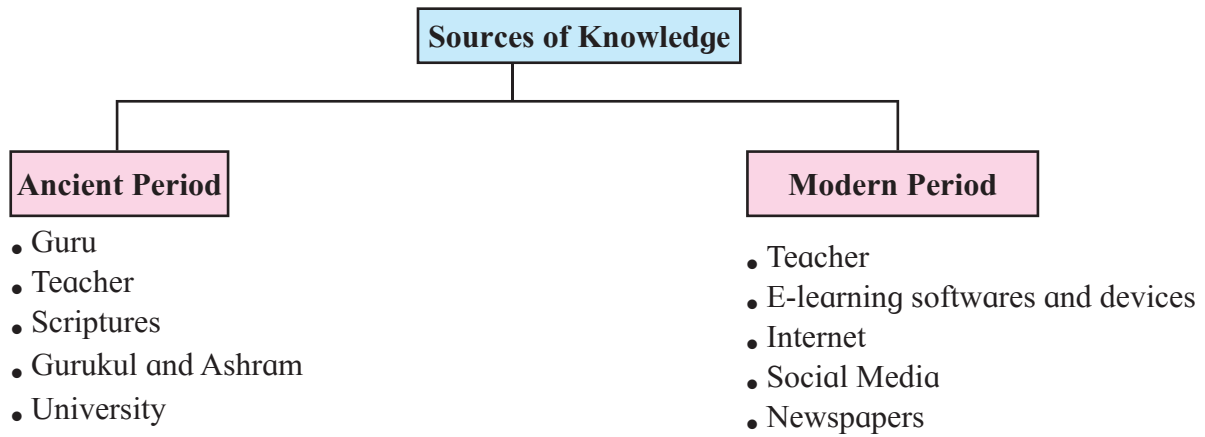 Sources of Knowledge
Ancient Period
• Guru
• Teacher
• Scriptures
• Gurukul and Ashram
• University
Modern Period
• Teacher
• E-learning softwares and devices
• Internet
• Social Media
• Newspapers